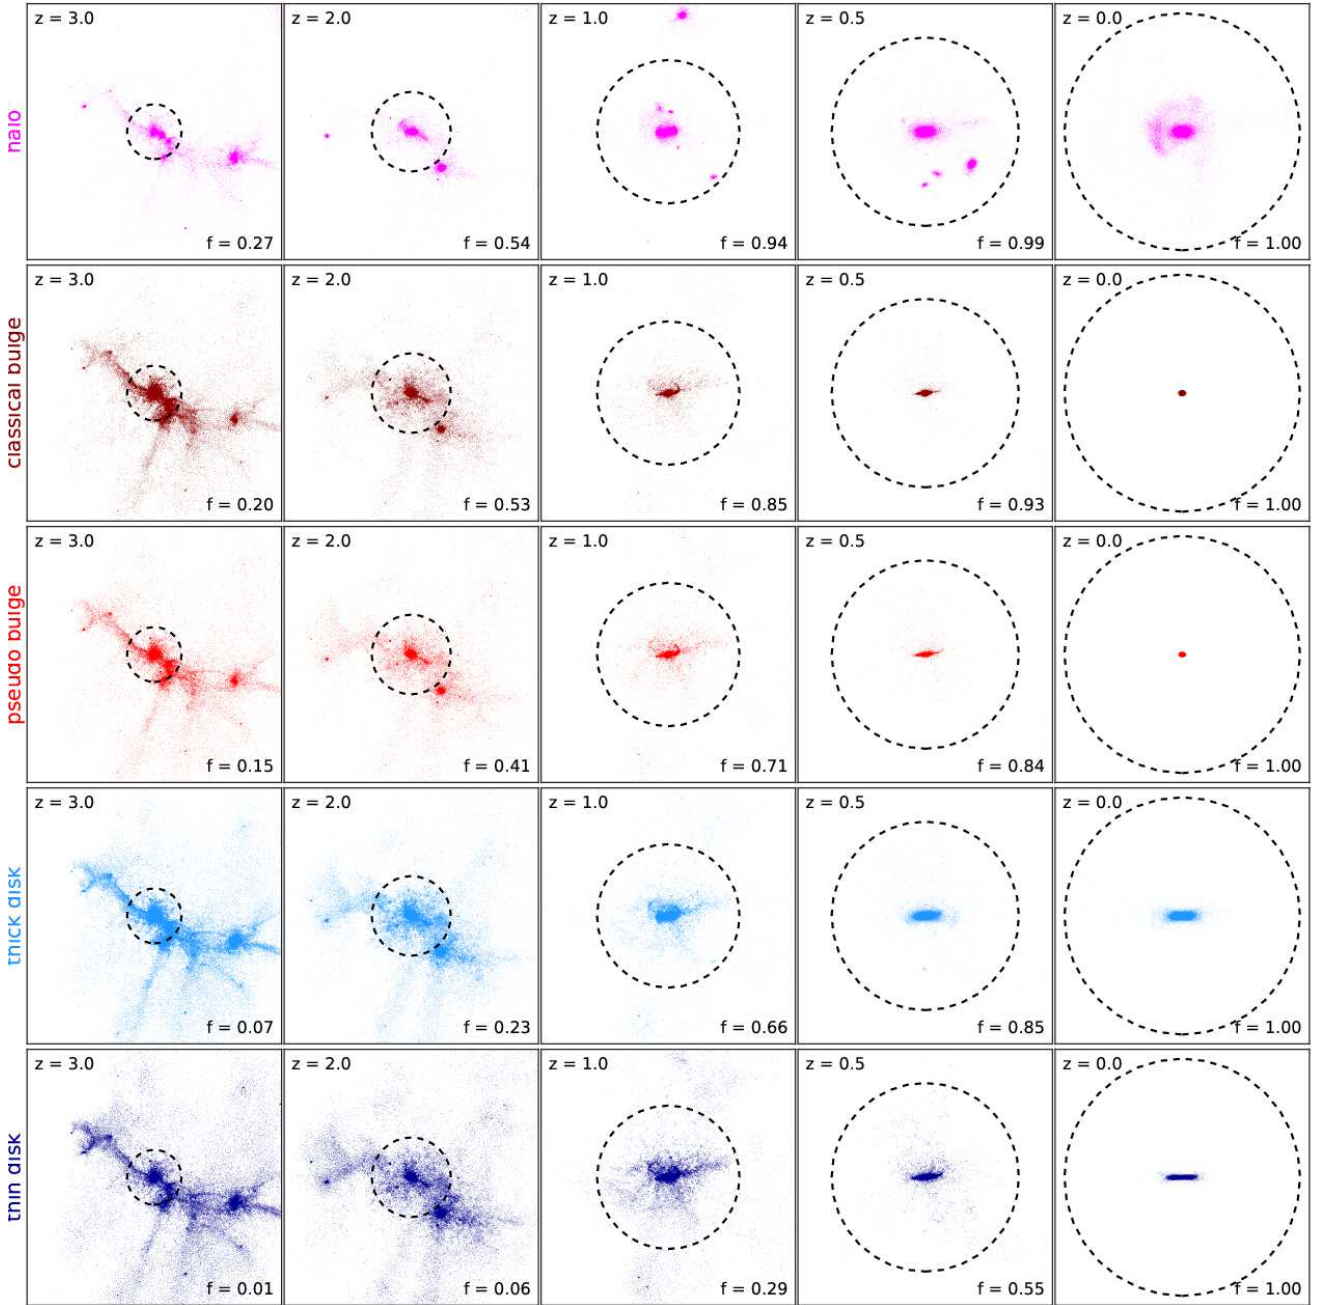 halo
z = 3.0
f = 0.27
z = 2.0
f = 0.54
z = 1.0
f = 0.94
z = 0.5
f = 0.99
z = 0.0
f = 1.00
classical bulge
z = 3.0
f = 0.20
z = 2.0
f = 0.53
z = 1.0
f = 0.85
z = 0.5
f = 0.93
z = 0.0
f = 1.00
pseudo bulge
z = 3.0
f = 0.15
z = 2.0
f = 0.41
z = 1.0
f = 0.71
z = 0.5
f = 0.84
z = 0.0
f = 1.00
thick disk
z = 3.0
f = 0.07
z = 2.0
f = 0.23
z = 1.0
f = 0.66
z = 0.5
f = 0.85
z = 0.0
f = 1.00
thin disk
z = 3.0
f = 0.01
z = 2.0
f = 0.06
z = 1.0
f = 0.29
z = 0.5
f = 0.55
z = 0.0
f = 1.00